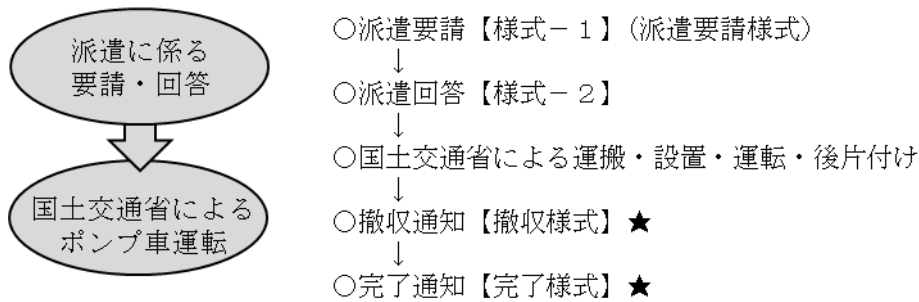 派遣に係る
要請・回答
国土交通省による
ポンプ車運転
○派遣要請【様式－１】(派遣要請様式)
↓
○派遣回答【様式－２】
↓
○国土交通省による運搬・設置・運転・後片付け
↓
○撤収通知【撤収様式】★
↓
○完了通知【完了様式】★